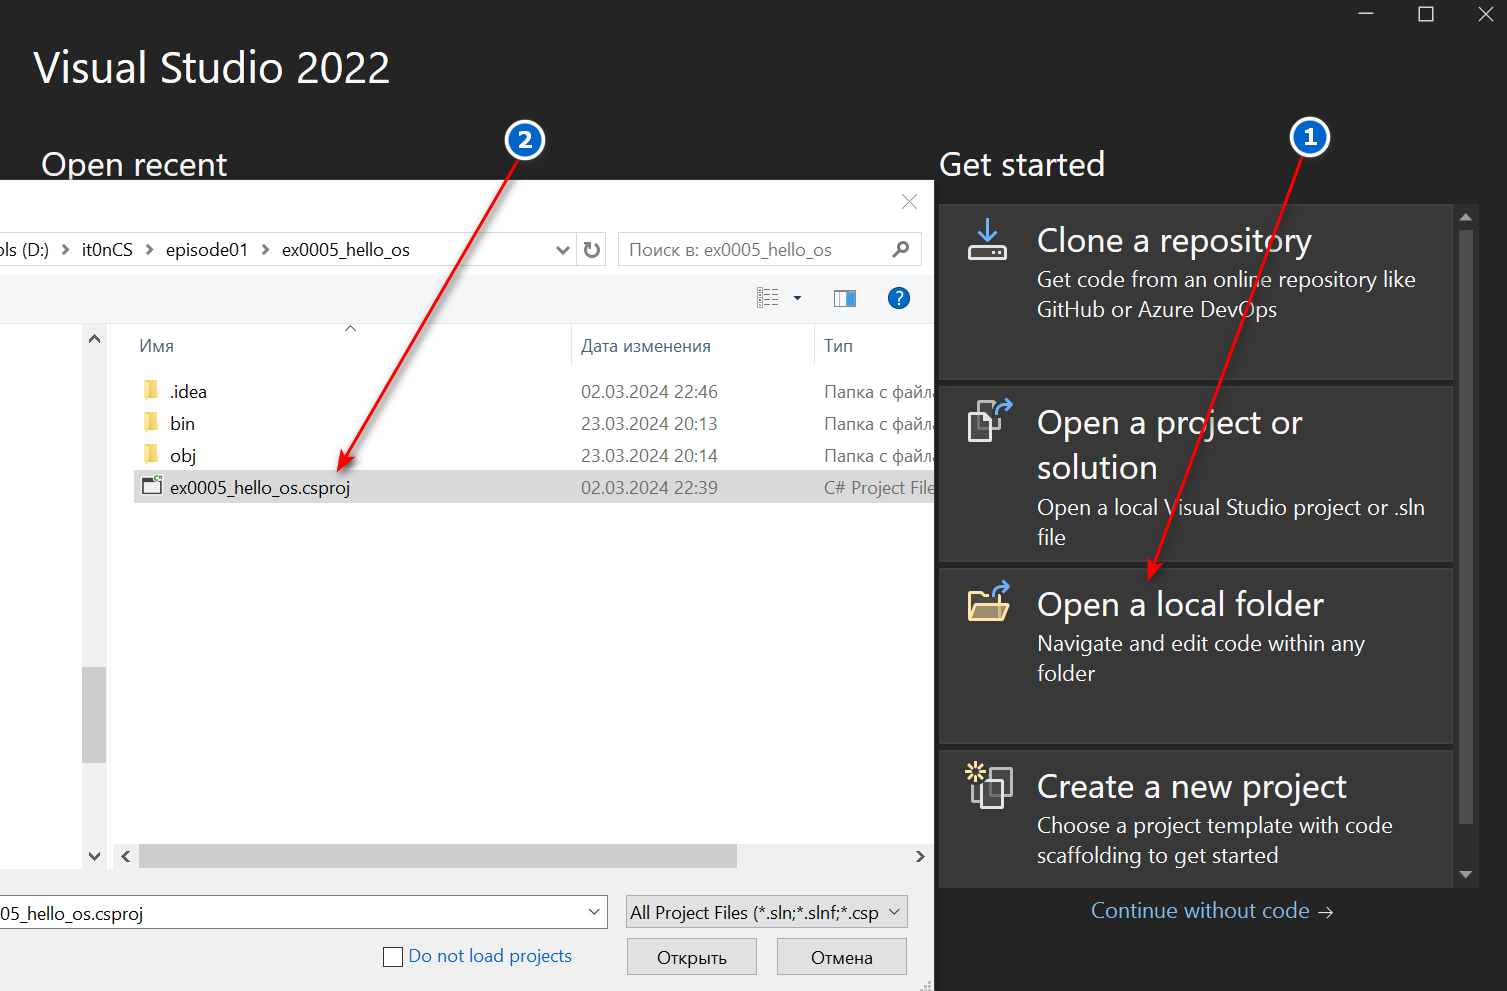 Visual Studio 2022
Open recent
2
ols (D:) > it0nCS > episode01 > ex0005_hello_os
Поиск в: ex0005_hello_os
?
Имя
Дата изменения
Тип
.idea 02.03.2024 22:46 Папка с файла
bin 23.03.2024 20:13 Папка с файла
obj 23.03.2024 20:14 Папка с файла
ex0005_hello_os.csproj 02.03.2024 22:39 C# Project File
05_hello_os.csproj
All Project Files (*.sln;*.slnf;*.csp
Do not load projects
Открыть
Отмена
1
Get started
Clone a repository
Get code from an online repository like
GitHub or Azure DevOps
Open a project or
solution
Open a local Visual Studio project or .sln
file
Open a local folder
Navigate and edit code within any
folder
Create a new project
Choose a project template with code
scaffolding to get started
Continue without code →